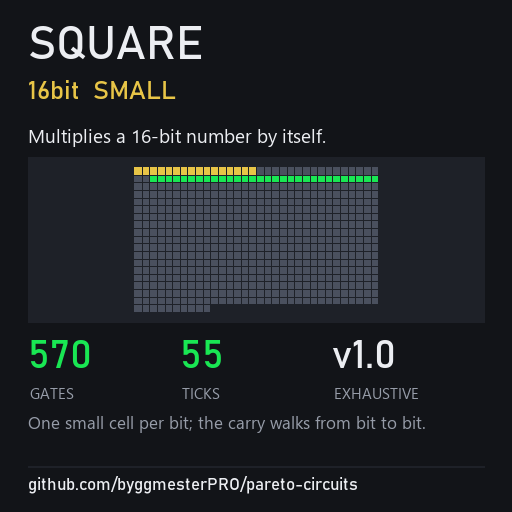 SQUARE
16bit SMALL
Multiplies a 16-bit number by itself.
570 55 v1.0
GATES TICKS EXHAUSTIVE
One small cell per bit; the carry walks from bit to bit.
github.com/byggmesterPRO/pareto-circuits